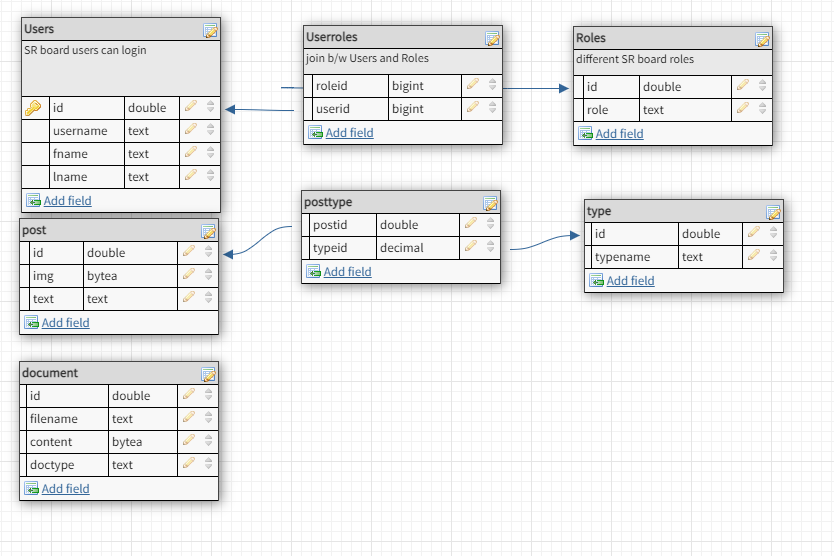 Users
SR board users can login
id double
username text
fname text
lname text
Add field
Userroles
join b/w Users and Roles
roleid bigint
userid bigint
Add field
Roles
different SR board roles
id double
role text
Add field
post
id double
img bytea
text text
Add field
posttype
postid double
typeid decimal
Add field
type
id double
typename text
Add field
document
id double
filename text
content bytea
doctype text
Add field